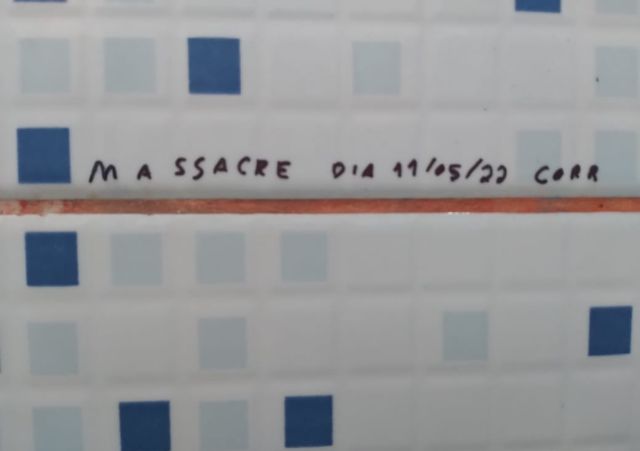 MASSACRE DIA 11/05/22 CORR